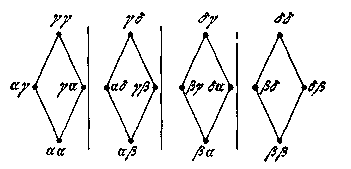 γγ γδ δγ δδ
αγ γα αδ γβ βγ δα βδ δβ
αα αβ βα ββ